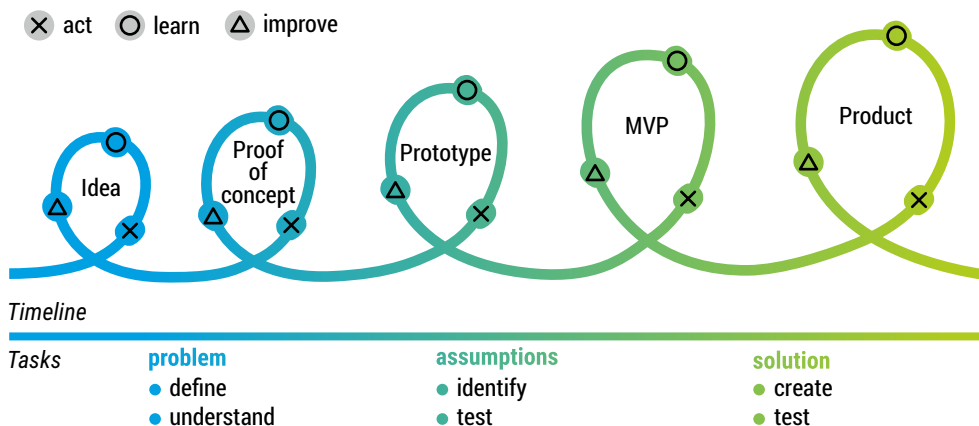 act learn improve
Idea
Proof
of
concept
Prototype
MVP
Product
Timeline
Tasks
problem
define
understand
assumptions
identify
test
solution
create
test